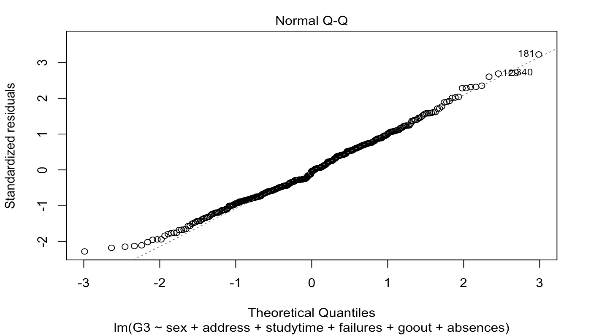 Normal Q-Q
181
340
3
2
1
0
-1
-2
Standardized residuals
-3 -2 -1 0 1 2 3
Theoretical Quantiles
lm(G3 ~ sex + address + studytime + failures + goout + absences)